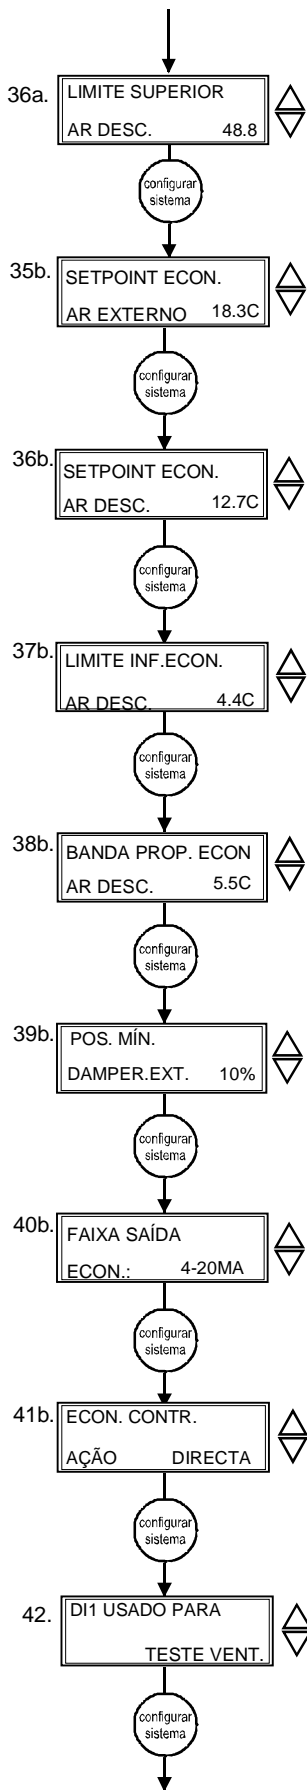 36a.
LIMITE SUPERIOR
AR DESC. 48.8
configurar
sistema
35b.
SETPOINT ECON.
AR EXTERNO 18.3C
configurar
sistema
36b.
SETPOINT ECON.
AR DESC. 12.7C
configurar
sistema
37b.
LIMITE INF.ECON.
AR DESC. 4.4C
configurar
sistema
38b.
BANDA PROP. ECON
AR DESC. 5.5C
configurar
sistema
39b.
POS. MÍN.
DAMPER.EXT. 10%
configurar
sistema
40b.
FAIXA SAÍDA
ECON.: 4-20MA
configurar
sistema
41b.
ECON. CONTR.
AÇÃO DIRECTA
configurar
sistema
42.
DI1 USADO PARA
TESTE VENT.
configurar
sistema